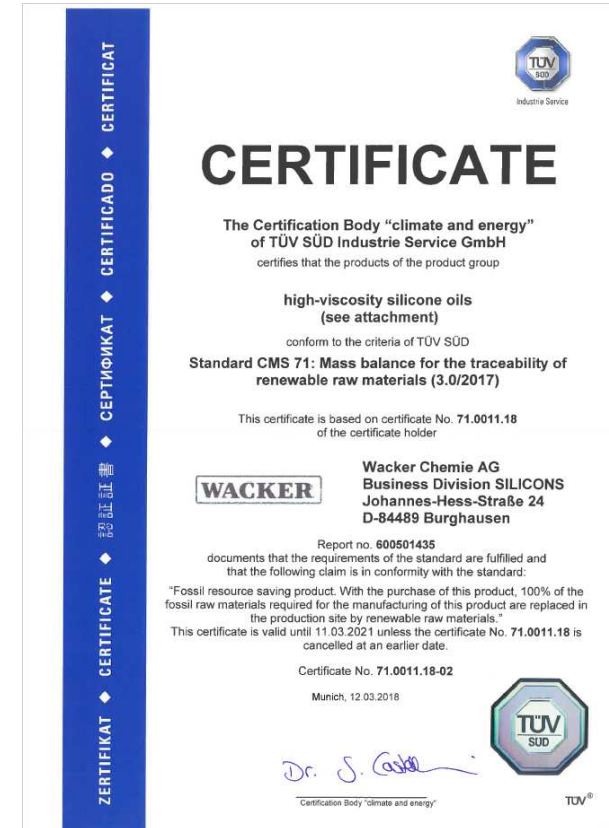 ZERTIFIKAT ◆ CERTIFICATE ◆ 認証証書 ◆ СЕРТИФИКАТ ◆ CERTIFICADO ◆ CERTIFICAT
TÜV
SÜD
Industrie Service
CERTIFICATE
The Certification Body “climate and energy”
of TÜV SÜD Industrie Service GmbH
certifies that the products of the product group
high-viscosity silicone oils
(see attachment)
conform to the criteria of TÜV SÜD
Standard CMS 71: Mass balance for the traceability of
renewable raw materials (3.0/2017)
This certificate is based on certificate No. 71.0011.18
of the certificate holder
WACKER
Wacker Chemie AG
Business Division SILICONS
Johannes-Hess-Straße 24
D-84489 Burghausen
Report no. 600501435
documents that the requirements of the standard are fulfilled and
that the following claim is in conformity with the standard:
“Fossil resource saving product. With the purchase of this product, 100% of the
fossil raw materials required for the manufacturing of this product are replaced in
the production site by renewable raw materials.”
This certificate is valid until 11.03.2021 unless the certificate No. 71.0011.18 is
cancelled at an earlier date.
Certificate No. 71.0011.18-02
Munich, 12.03.2018
TÜV
SÜD
Dr. J.
Certification Body “climate and energy”
TÜV®